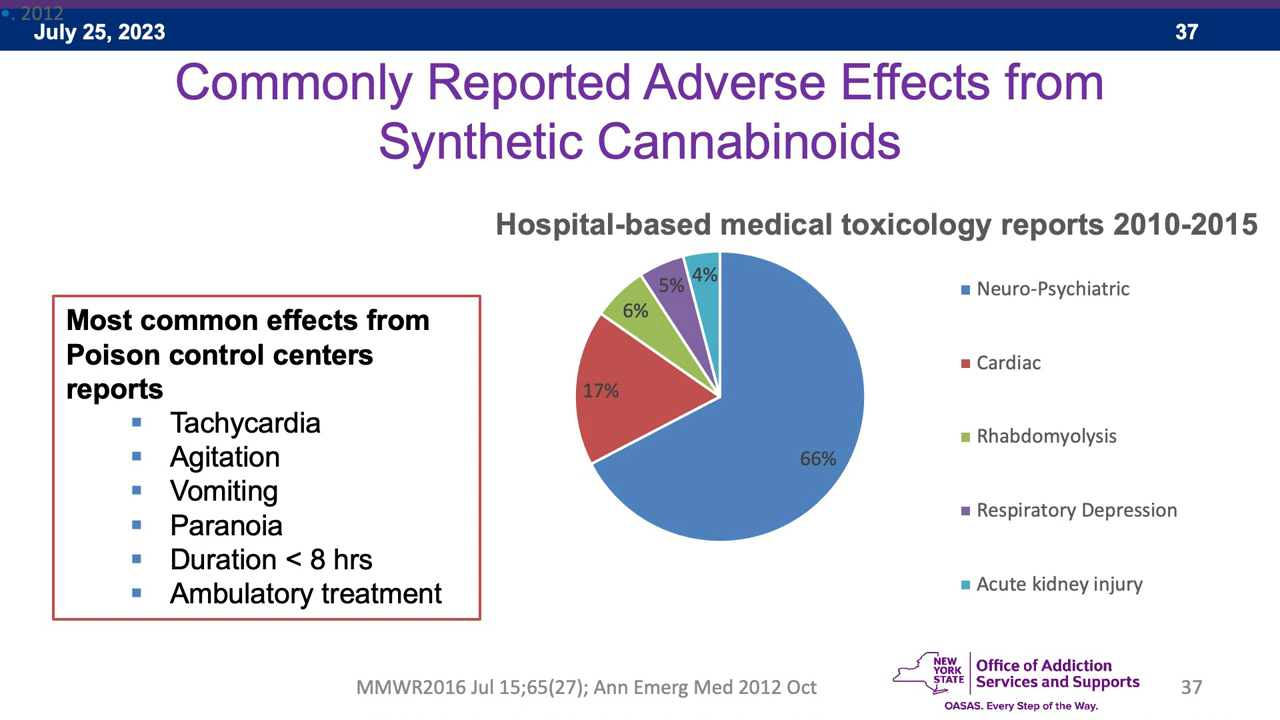 . 2012
July 25, 2023
37
Commonly Reported Adverse Effects from
Synthetic Cannabinoids
Hospital-based medical toxicology reports 2010-2015
Most common effects from
Poison control centers
reports
Tachycardia
Agitation
Vomiting
Paranoia
Duration < 8 hrs
Ambulatory treatment
66%
17%
6%
5%
4%
Neuro-Psychiatric
Cardiac
Rhabdomyolysis
Respiratory Depression
Acute kidney injury
MMWR2016 Jul 15;65(27); Ann Emerg Med 2012 Oct
NEW
YORK
STATE
Office of Addiction
Services and Supports
OASAS. Every Step of the Way.
37